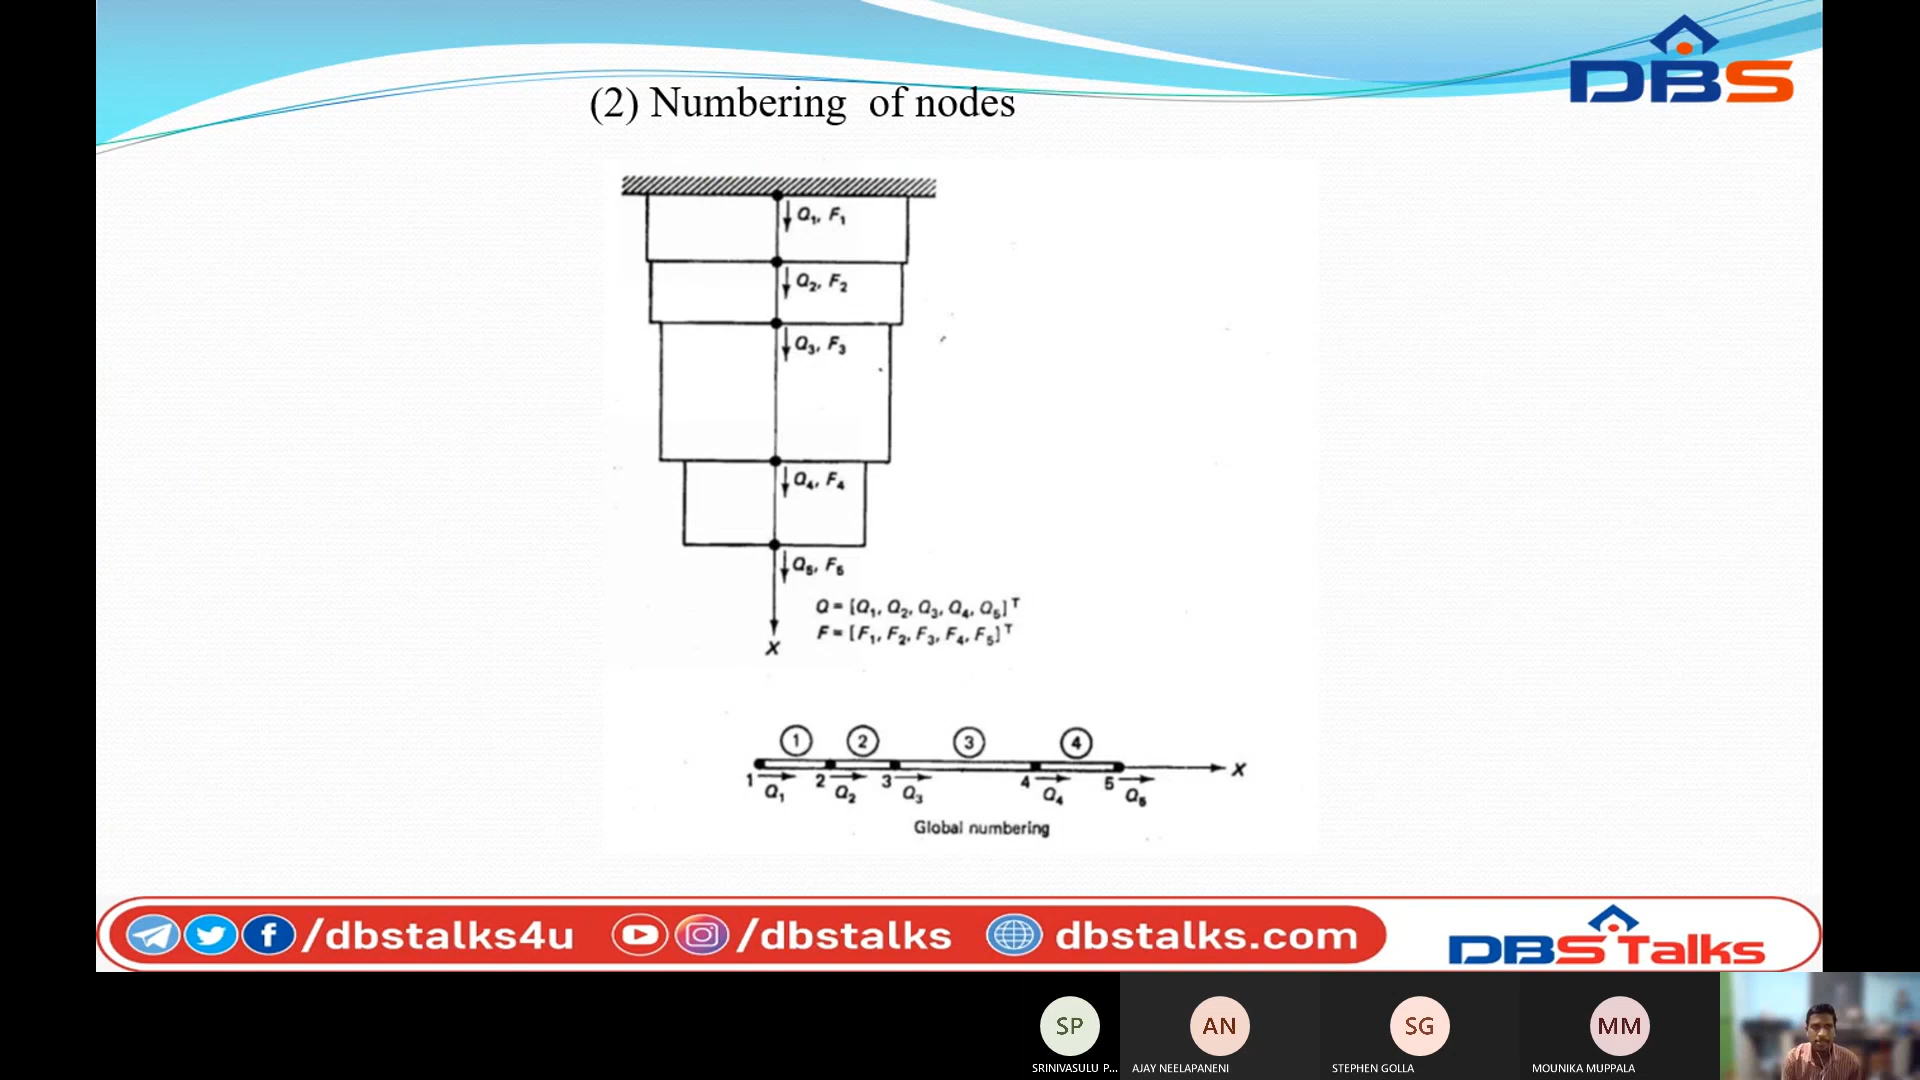 DBS
(2) Numbering of nodes
Q₁, F₁
Q₂, F₂
Q₃, F₃
Q₄, F₄
Q₅, F₅
Q = [Q₁, Q₂, Q₃, Q₄, Q₅]ᵀ
F = [F₁, F₂, F₃, F₄, F₅]ᵀ
X
1 2 3 4
X
1 2 3 4 5
Q₁ Q₂ Q₃ Q₄ Q₅
Global numbering
/dbstalks4u /dbstalks dbstalks.com DBS Talks
SP AN SG MM
SRINIVASULU P... AJAY NEELAPANENI STEPHEN GOLLA MOUNIKA MUPPALA